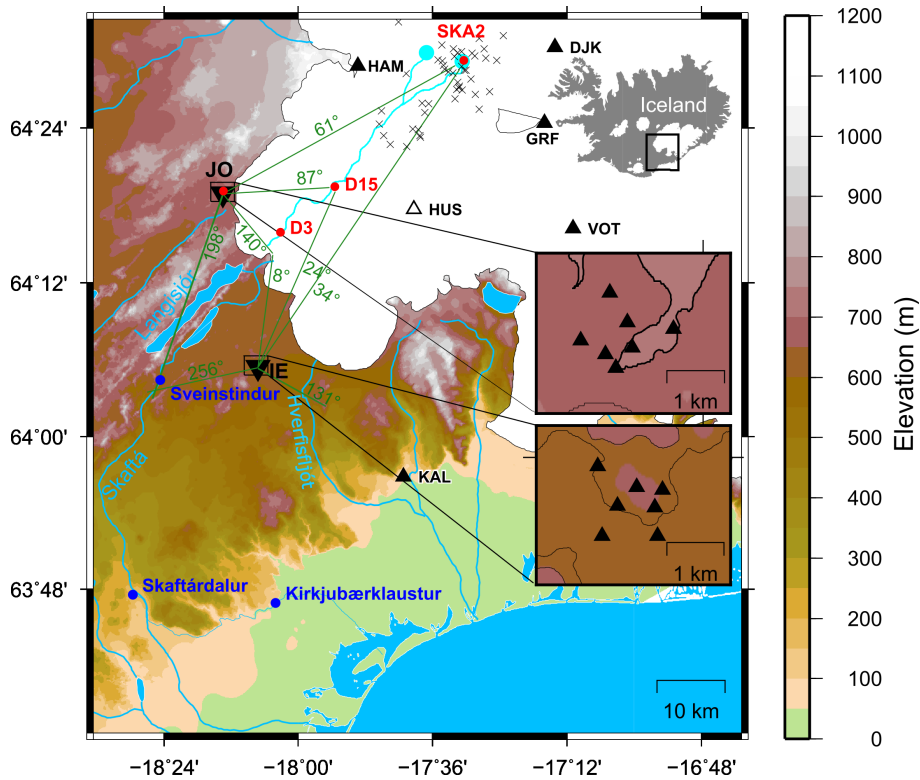 SKA2
DJK
HAM
Iceland
64°24'
GRF
61°
JO
87°
D15
HUS
VOT
D3
198°
140°
64°12'
8°
24°
34°
Langisjór
1 km
256°
IE
131°
Sveinstindur
Hverfisfljót
64°00'
Skaftá
KAL
1 km
63°48'
Skaftárdalur
Kirkjubærklaustur
10 km
−18°24'
−18°00'
−17°36'
−17°12'
−16°48'
1200
1100
1000
900
800
700
600
500
400
300
200
100
0
Elevation (m)